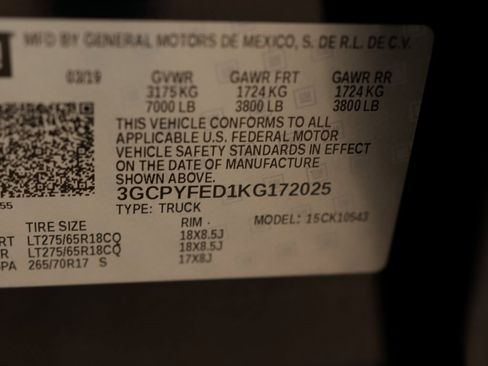 MFD BY GENERAL MOTORS DE MEXICO, S. DE R.L. DE C.V.
03/19 GVWR GAWR FRT GAWR RR
3175 KG 1724 KG 1724 KG
7000 LB 3800 LB 3800 LB
THIS VEHICLE CONFORMS TO ALL
APPLICABLE U.S. FEDERAL MOTOR
VEHICLE SAFETY STANDARDS IN EFFECT
ON THE DATE OF MANUFACTURE
SHOWN ABOVE.
3GCPYFED1KG172025
55 TYPE: TRUCK
TIRE SIZE RIM MODEL: 15CK10543
RT LT275/65R18CQ 18X8.5J
R LT275/65R18CQ 18X8.5J
PA 265/70R17 S 17X8J